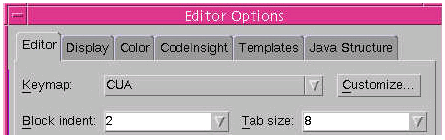 Editor Options
Editor Display Color CodeInsight Templates Java Structure
Keymap: CUA Customize...
Block indent: 2 Tab size: 8